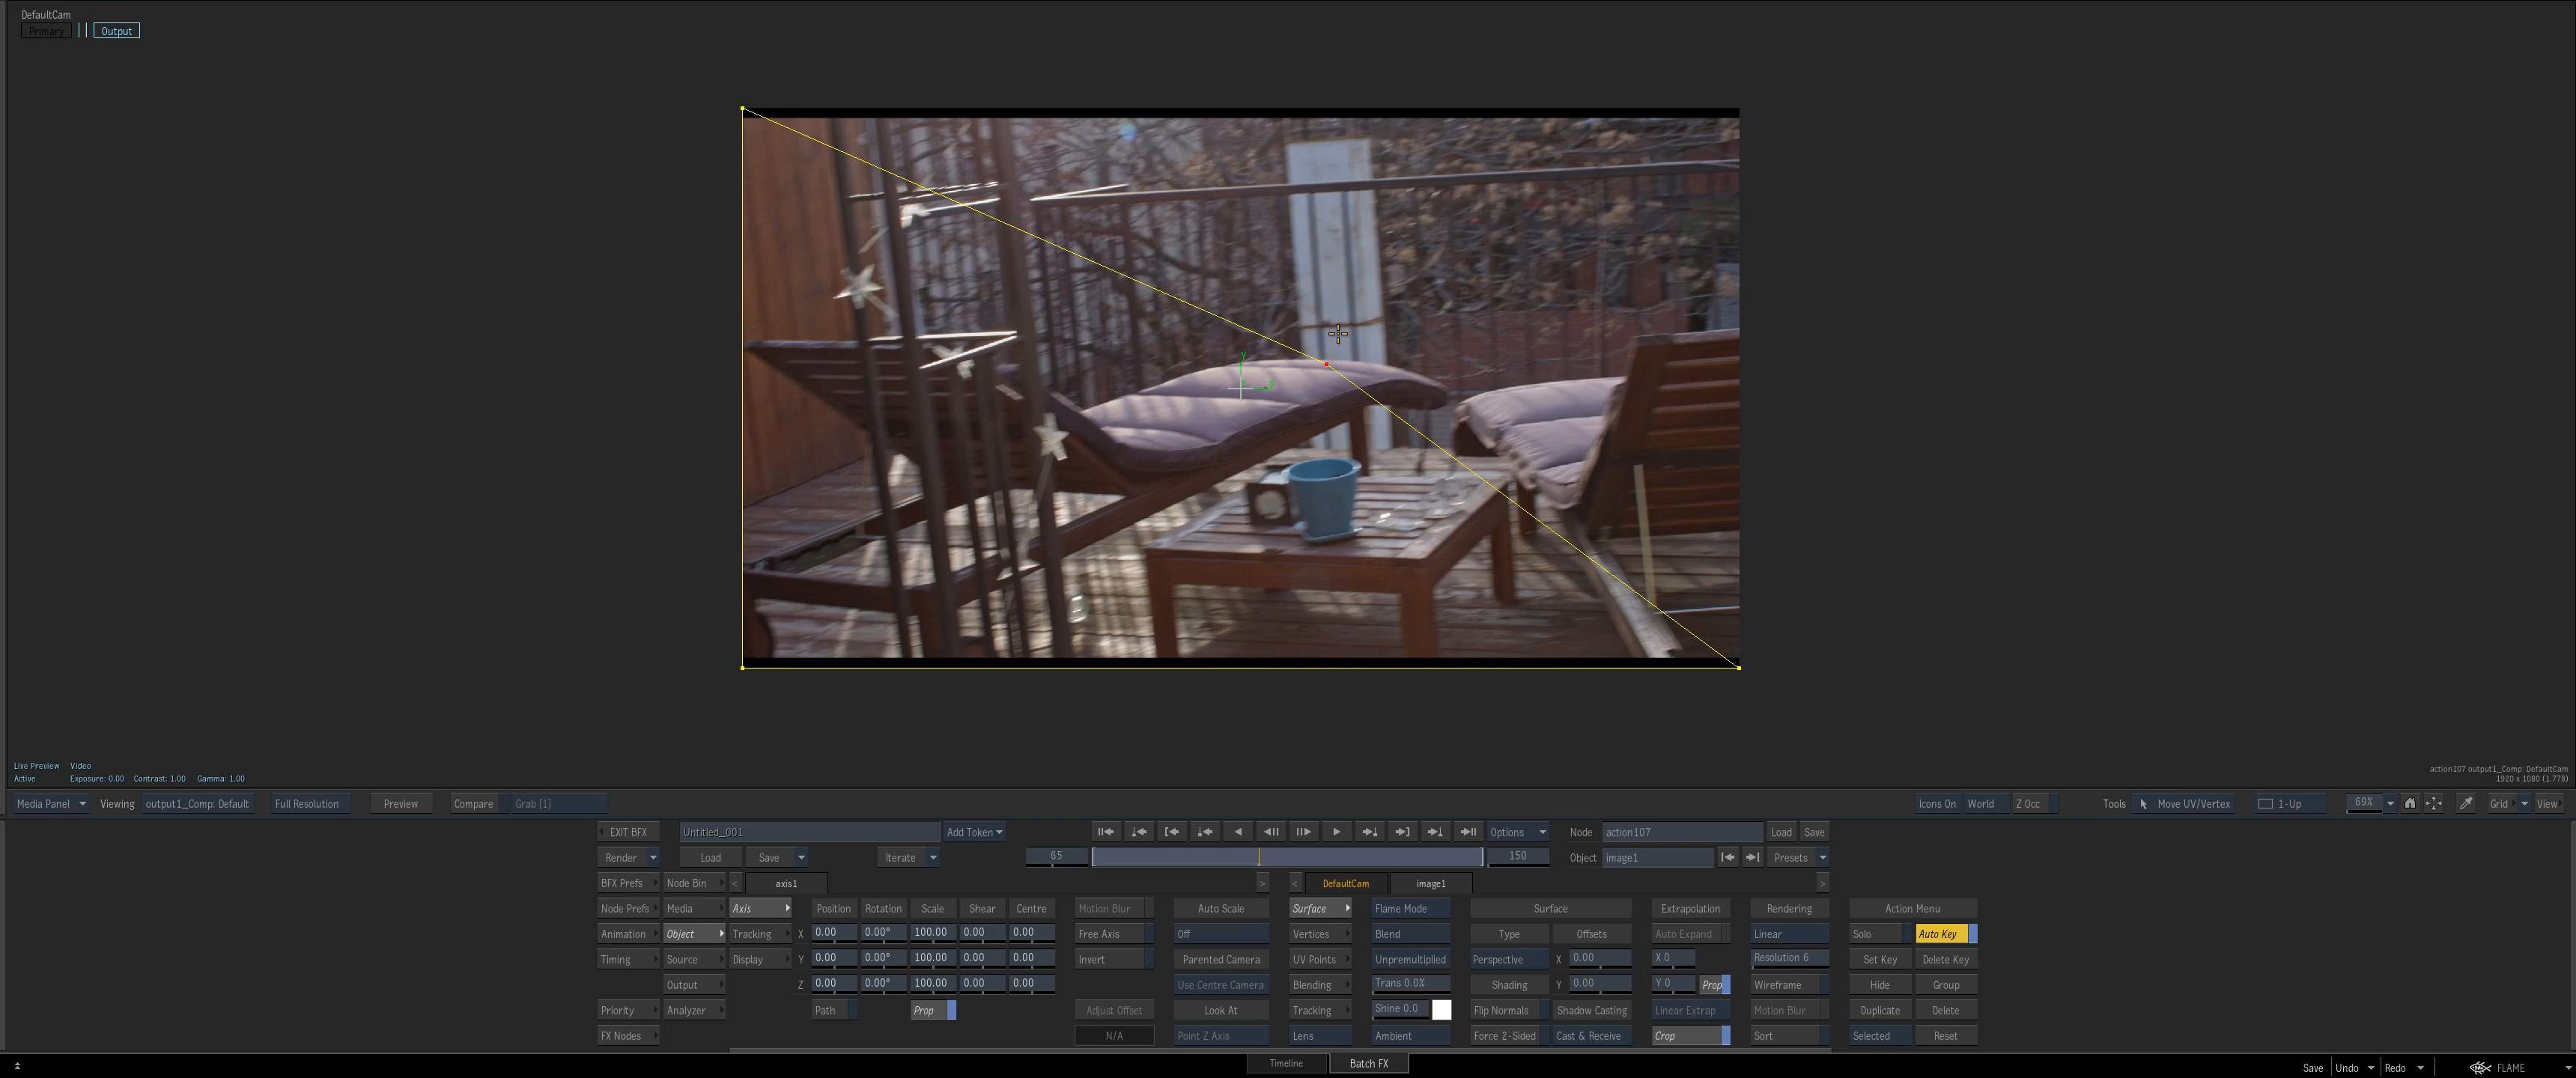 DefaultCam
Primary Output
Y
Live Preview Video
Active Exposure: 0.00 Contrast: 1.00 Gamma: 1.00
action107 output1_Comp: DefaultCam
1920 x 1080 (1.778)
Media Panel Viewing output1_Comp: Default Full Resolution Preview Compare Grab [1] Icons On World Z Occ Tools Move UV/Vertex 1-Up 69% Grid View
EXIT BFX Untitled_001 Add Token Options Node action107 Load Save
Render Load Save Iterate 65 150 Object image1 Presets
BFX Prefs Node Bin < axis1 > < DefaultCam image1 >
Node Prefs Media Axis Position Rotation Scale Shear Centre Motion Blur Auto Scale Surface Flame Mode Surface Extrapolation Rendering Action Menu
Animation Object Tracking X 0.00 0.00° 100.00 0.00 0.00 Free Axis Off Vertices Blend Type Offsets Auto Expand Linear Solo Auto Key
Timing Source Display Y 0.00 0.00° 100.00 0.00 0.00 Invert Parented Camera UV Points Unpremultiplied Perspective X 0.00 X 0 Resolution 6 Set Key Delete Key
Output Z 0.00 0.00° 100.00 0.00 0.00 Use Centre Camera Blending Trans 0.0% Shading Y 0.00 Y 0 Prop Wireframe Hide Group
Priority Analyzer Path Prop Adjust Offset Look At Tracking Shine 0.0 Flip Normals Shadow Casting Linear Extrap Motion Blur Duplicate Delete
FX Nodes N/A Point Z Axis Lens Ambient Force 2-Sided Cast & Receive Crop Sort Selected Reset
Timeline Batch FX Save Undo Redo FLAME